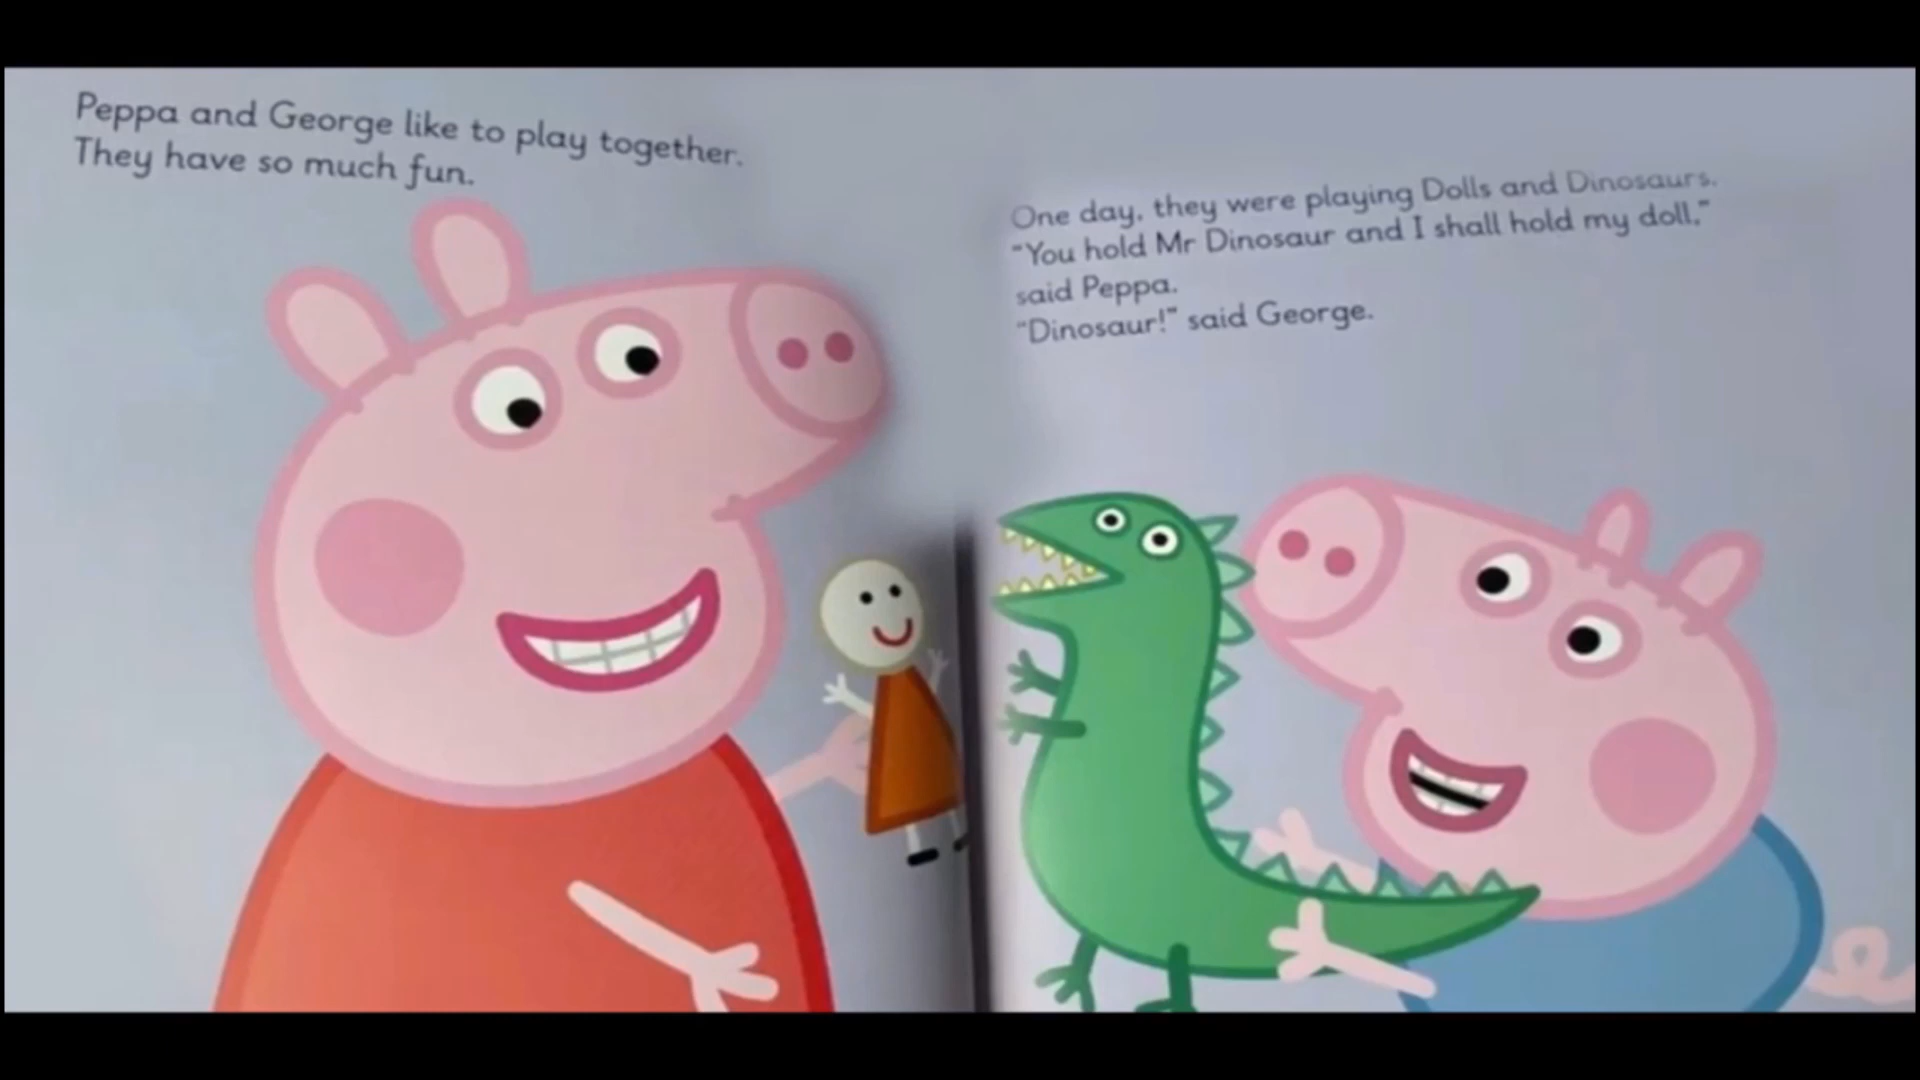 Peppa and George like to play together.
They have so much fun.
One day, they were playing Dolls and Dinosaurs.
“You hold Mr Dinosaur and I shall hold my doll,”
said Peppa.
“Dinosaur!” said George.